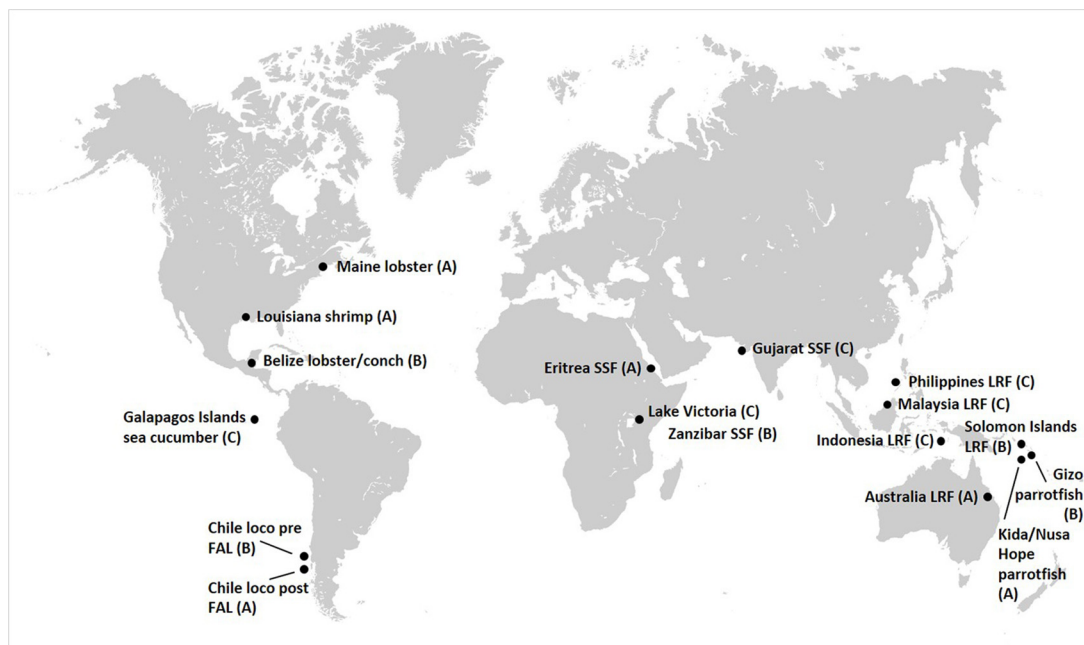 Maine lobster (A)
Louisiana shrimp (A)
Belize lobster/conch (B)
Gujarat SSF (C)
Eritrea SSF (A)
Philippines LRF (C)
Malaysia LRF (C)
Galapagos Islands
sea cucumber (C)
Lake Victoria (C)
Zanzibar SSF (B)
Solomon Islands
LRF (B)
Indonesia LRF (C)
Gizo
parrotfish
(B)
Australia LRF (A)
Kida/Nusa
Hope
parrotfish
(A)
Chile loco pre
FAL (B)
Chile loco post
FAL (A)